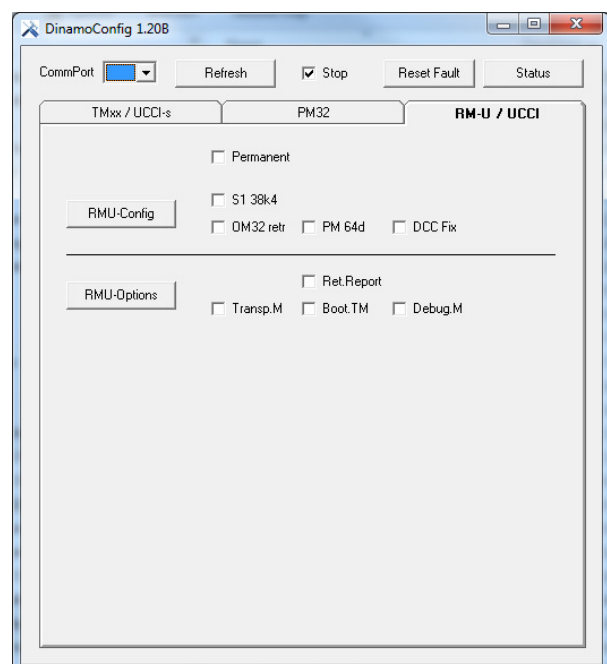 DinamoConfig 1.20B
CommPort Refresh Stop Reset Fault Status
TMxx / UCCI-s PM32 RM-U / UCCI
Permanent
S1 38k4
RMU-Config
OM32 retr PM 64d DCC Fix
Ret.Report
RMU-Options
Transp.M Boot.TM Debug.M